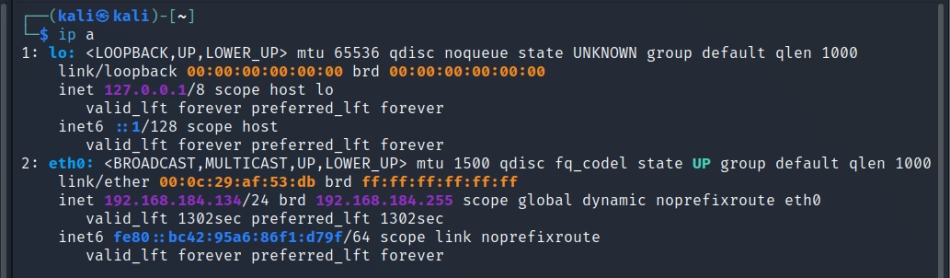 ┌──(kali㉿kali)-[~]
└─$ ip a
1: lo: <LOOPBACK,UP,LOWER_UP> mtu 65536 qdisc noqueue state UNKNOWN group default qlen 1000
    link/loopback 00:00:00:00:00:00 brd 00:00:00:00:00:00
    inet 127.0.0.1/8 scope host lo
       valid_lft forever preferred_lft forever
    inet6 ::1/128 scope host
       valid_lft forever preferred_lft forever
2: eth0: <BROADCAST,MULTICAST,UP,LOWER_UP> mtu 1500 qdisc fq_codel state UP group default qlen 1000
    link/ether 00:0c:29:af:53:db brd ff:ff:ff:ff:ff:ff
    inet 192.168.184.134/24 brd 192.168.184.255 scope global dynamic noprefixroute eth0
       valid_lft 1302sec preferred_lft 1302sec
    inet6 fe80::bc42:95a6:86f1:d79f/64 scope link noprefixroute
       valid_lft forever preferred_lft forever